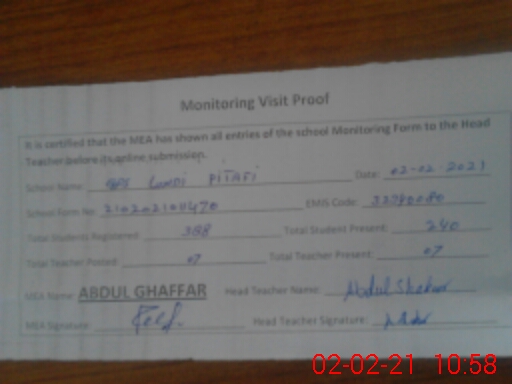 Monitoring Visit Proof
It is certified that the MEA has shown all entries of the school Monitoring Form to the Head
Teacher before its online submission.
School Name: GPS Lundi PITAFI Date: 02-02-2021
School Form No: EMIS Code:
Total Students Registered: 388 Total Student Present: 240
Total Teacher Posted: 07 Total Teacher Present: 07
MEA Name: ABDUL GHAFFAR Head Teacher Name: Abdul Shakur
MEA Signature: Head Teacher Signature:
02-02-21 10:58